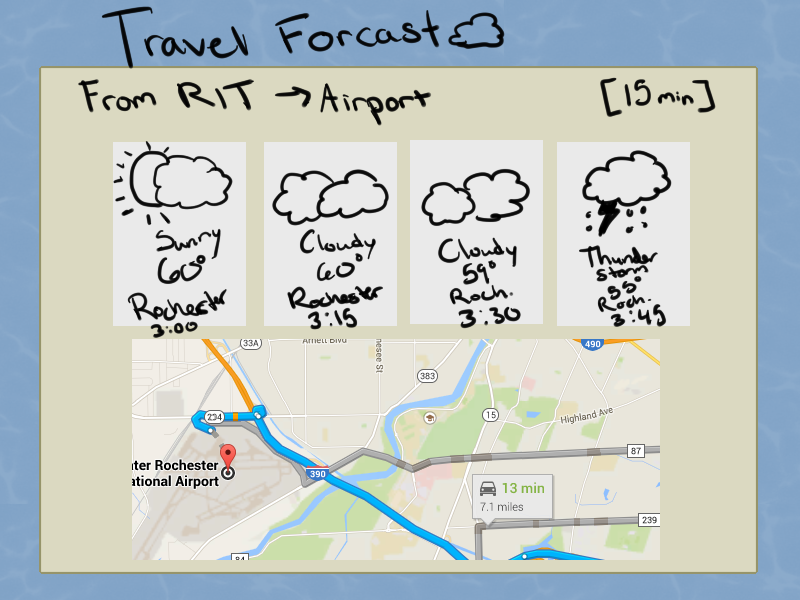 Travel Forcast
From RIT → Airport [15 min]
Sunny
60°
Rochester
3:00
Cloudy
60°
Rochester
3:15
Cloudy
59°
Roch.
3:30
Thunder
storm
55°
Roch.
3:45
33A
Arnett Blvd
nesee St
490
383
204
15
Highland Ave
ater Rochester
ational Airport
390
87
13 min
7.1 miles
239
84